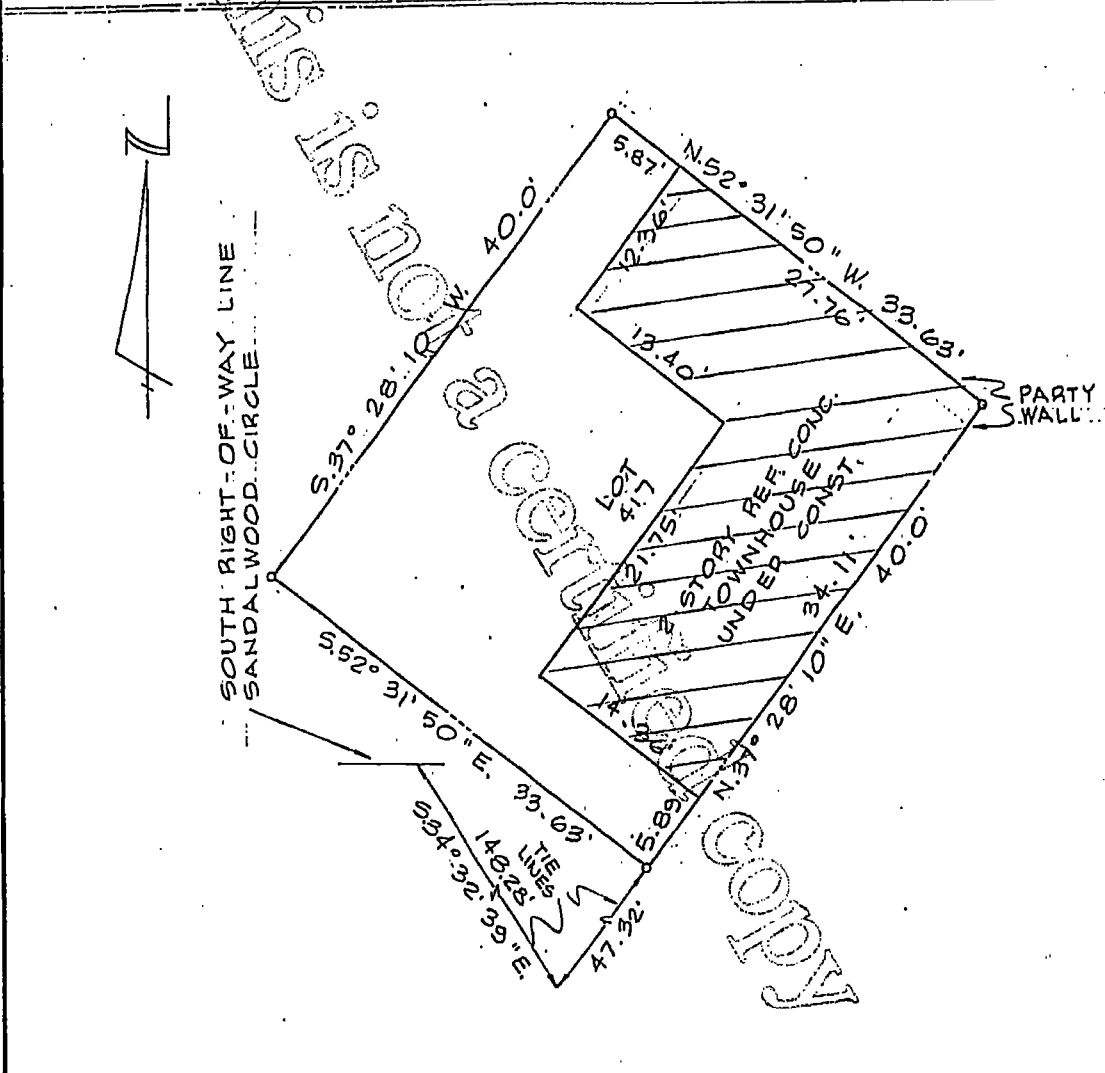 This is not a certified copy
N
SOUTH RIGHT-OF-WAY LINE
SANDALWOOD CIRCLE
5.87'
N.52° 31' 50" W. 33.63'
40.0'
12.36'
27.76'
S.37° 28' 10" W.
13.40'
PARTY
WALL
LOT
417
21.75'
2 STORY REF. CONC.
TOWNHOUSE
UNDER CONST.
34.11'
N.37° 28' 10" E. 40.0'
S.52° 31' 50" E. 33.63'
5.89'
TIE
LINES
148.28'
S.34° 32' 39" E.
47.32'